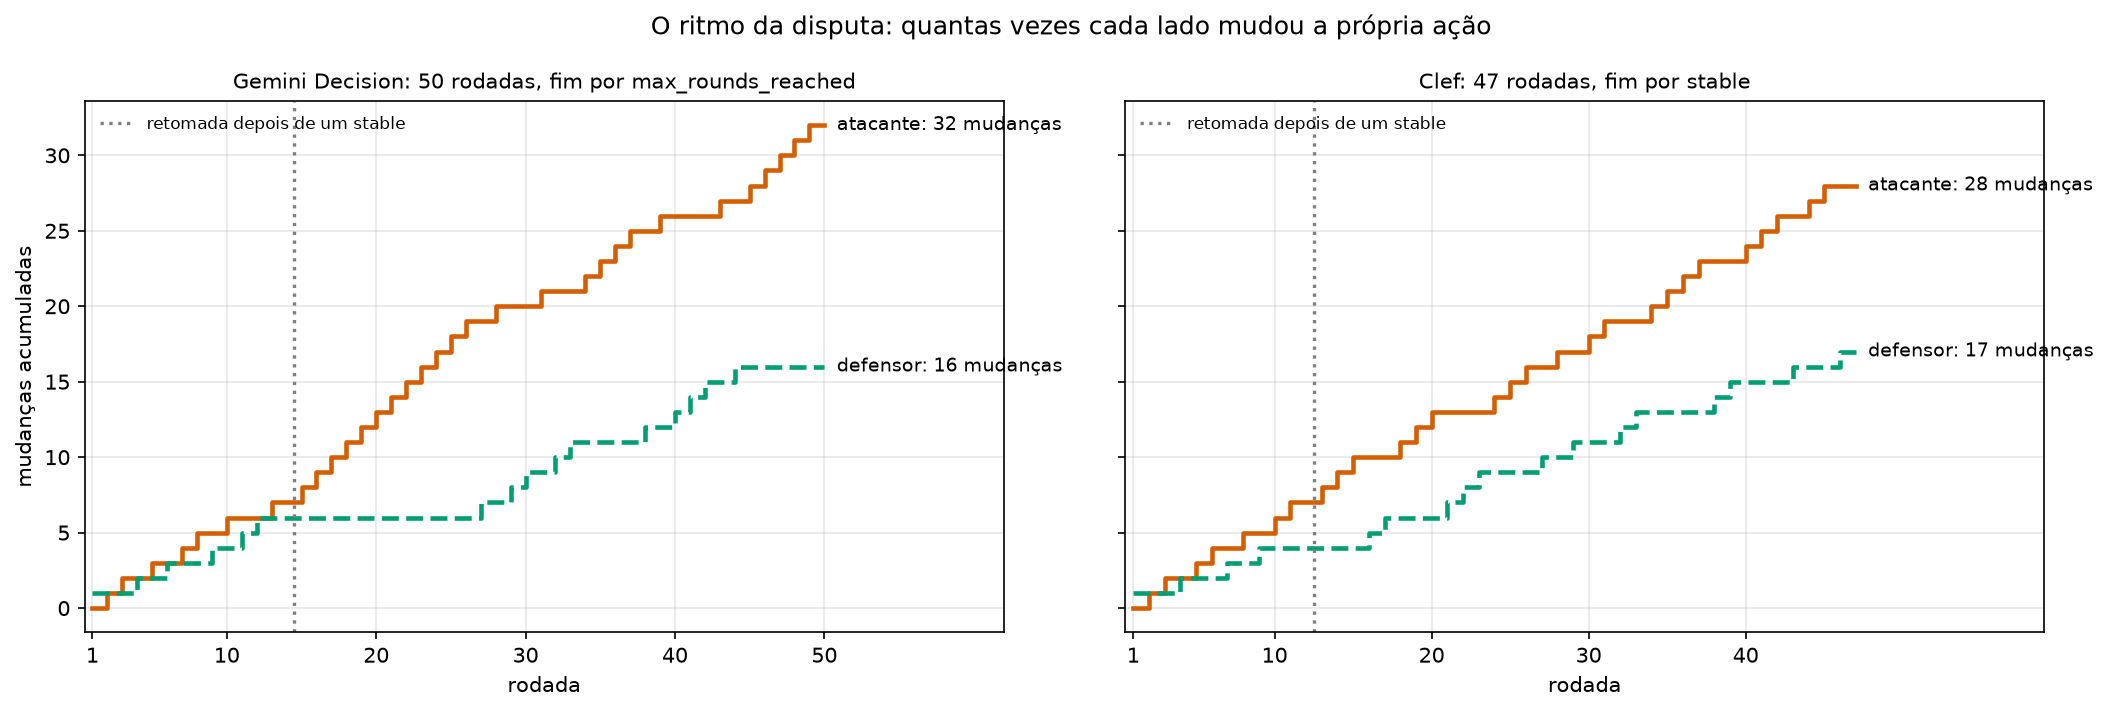 O ritmo da disputa: quantas vezes cada lado mudou a própria ação
Gemini Decision: 50 rodadas, fim por max_rounds_reached
retomada depois de um stable
atacante: 32 mudanças
defensor: 16 mudanças
mudanças acumuladas
30
25
20
15
10
5
0
1 10 20 30 40 50
rodada
Clef: 47 rodadas, fim por stable
retomada depois de um stable
atacante: 28 mudanças
defensor: 17 mudanças
1 10 20 30 40
rodada